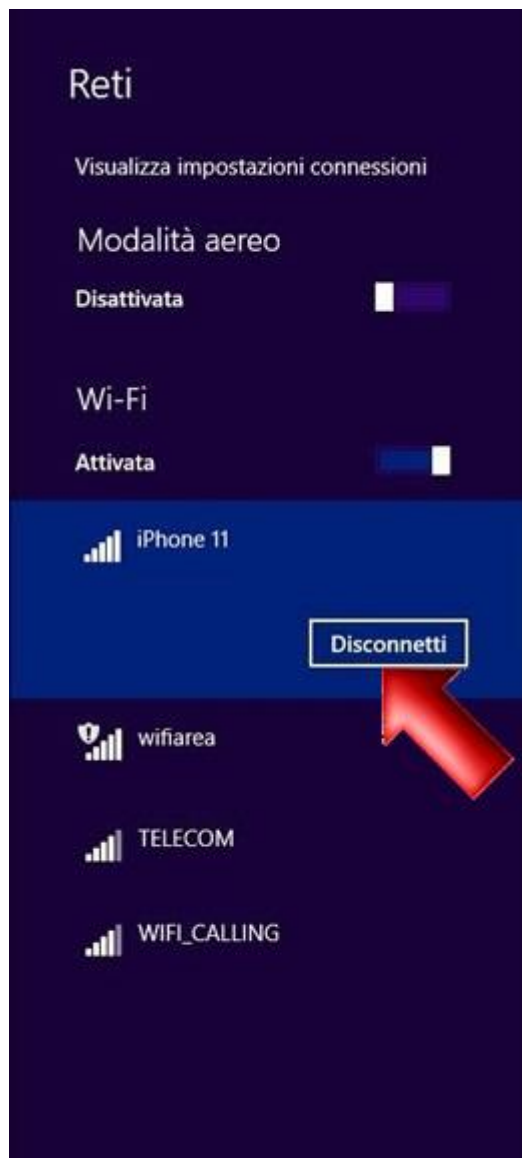 Reti
Visualizza impostazioni connessioni
Modalità aereo
Disattivata
Wi-Fi
Attivata
iPhone 11
Disconnetti
wifiarea
TELECOM
WIFI_CALLING